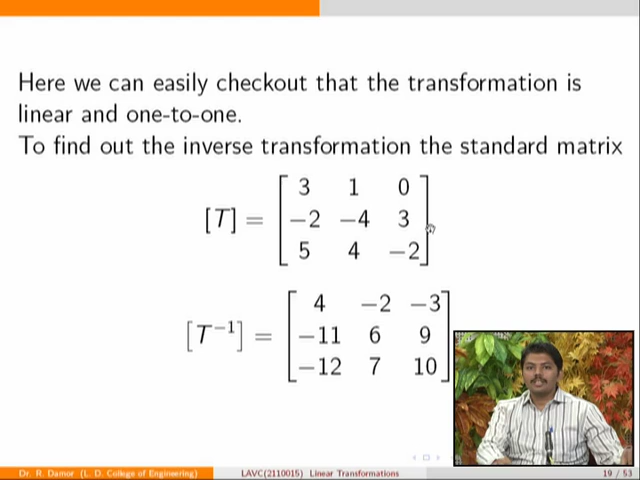 Here we can easily checkout that the transformation is
linear and one-to-one.
To find out the inverse transformation the standard matrix
[T] = [ 3 1 0
−2 −4 3
5 4 −2 ]
[T⁻¹] = [ 4 −2 −3
−11 6 9
−12 7 10 ]
Dr. R. Damor (L. D. College of Engineering) LAVC(2110015) Linear Transformations 19 / 53